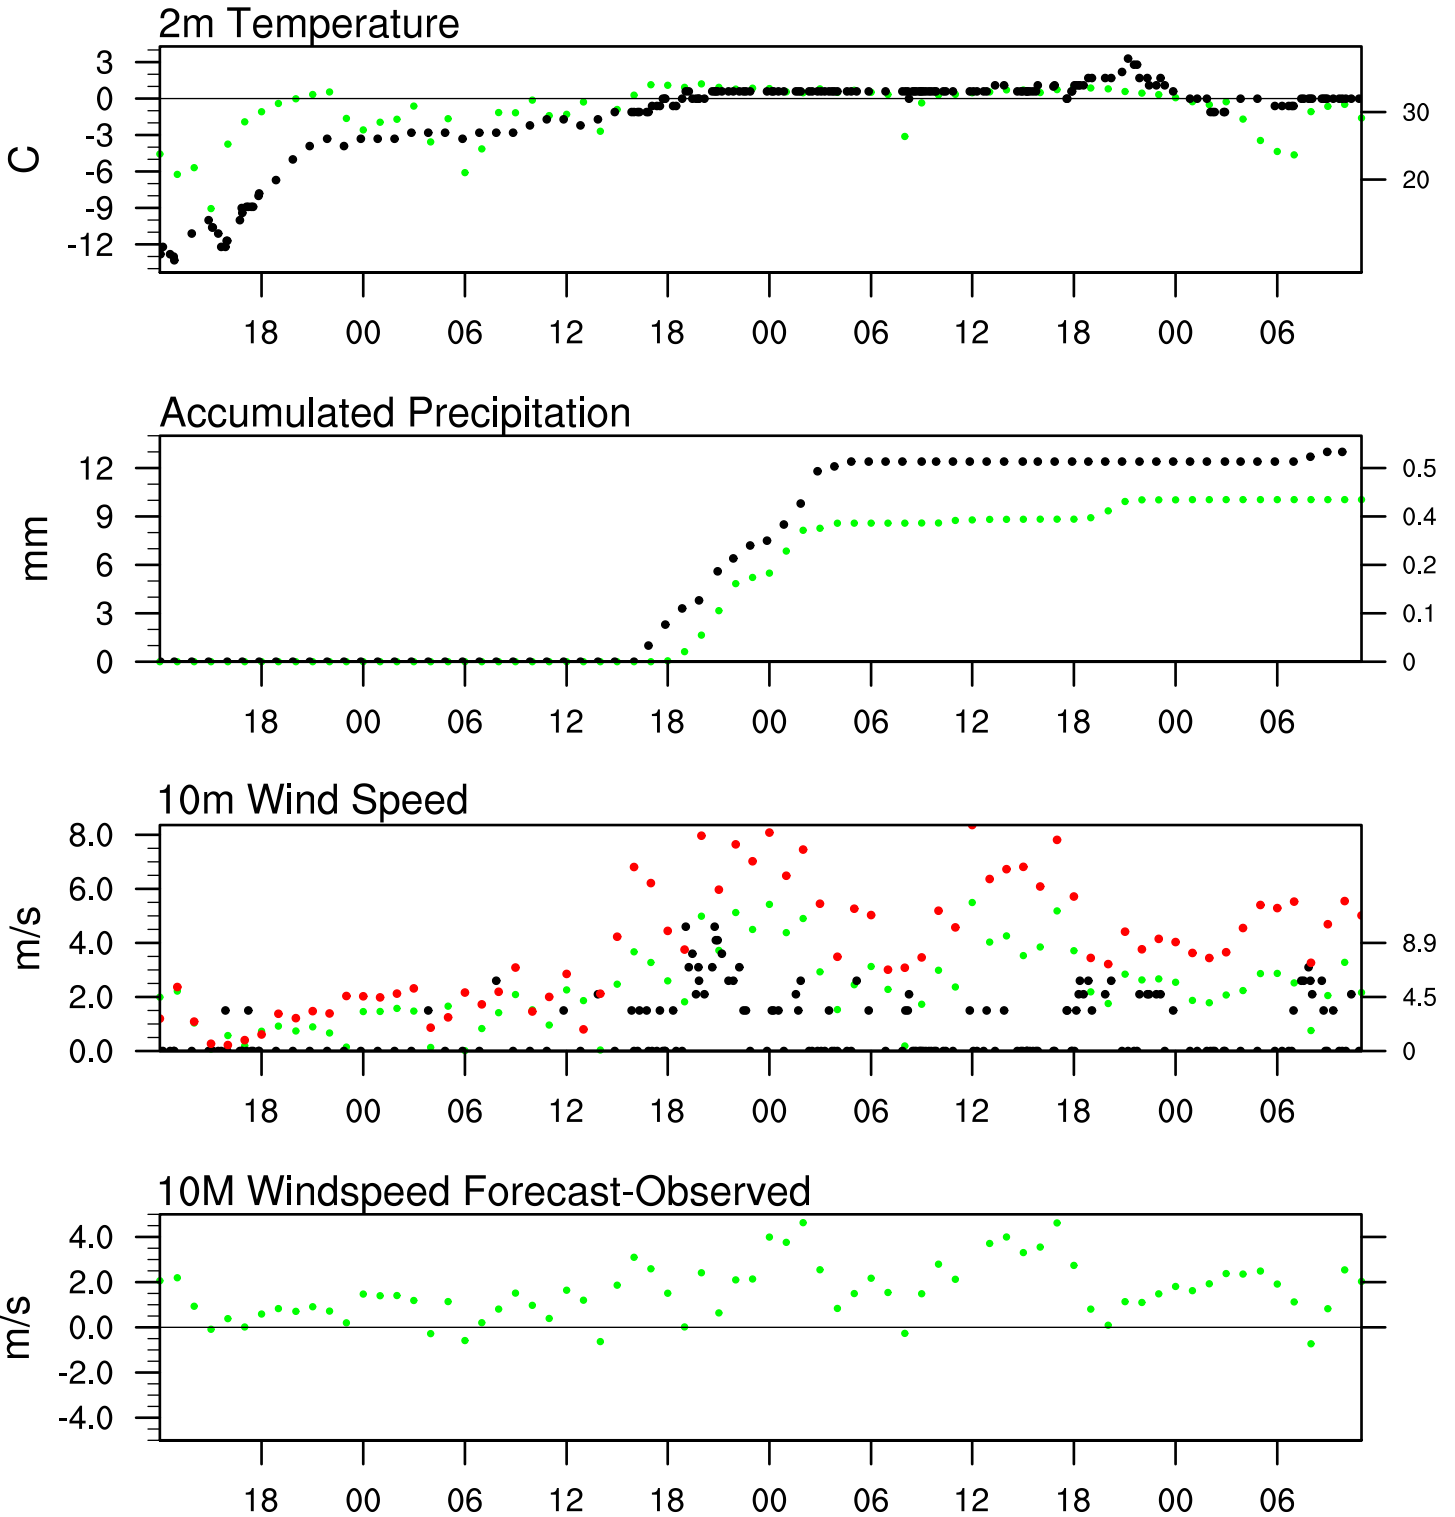 2m Temperature
3
0
-3
-6
-9
-12
C
30
20
18 00 06 12 18 00 06 12 18 00 06
Accumulated Precipitation
12
9
6
3
0
mm
0.5
0.4
0.2
0.1
0
18 00 06 12 18 00 06 12 18 00 06
10m Wind Speed
8.0
6.0
4.0
2.0
0.0
m/s
8.9
4.5
0
18 00 06 12 18 00 06 12 18 00 06
10M Windspeed Forecast-Observed
4.0
2.0
0.0
-2.0
-4.0
m/s
18 00 06 12 18 00 06 12 18 00 06